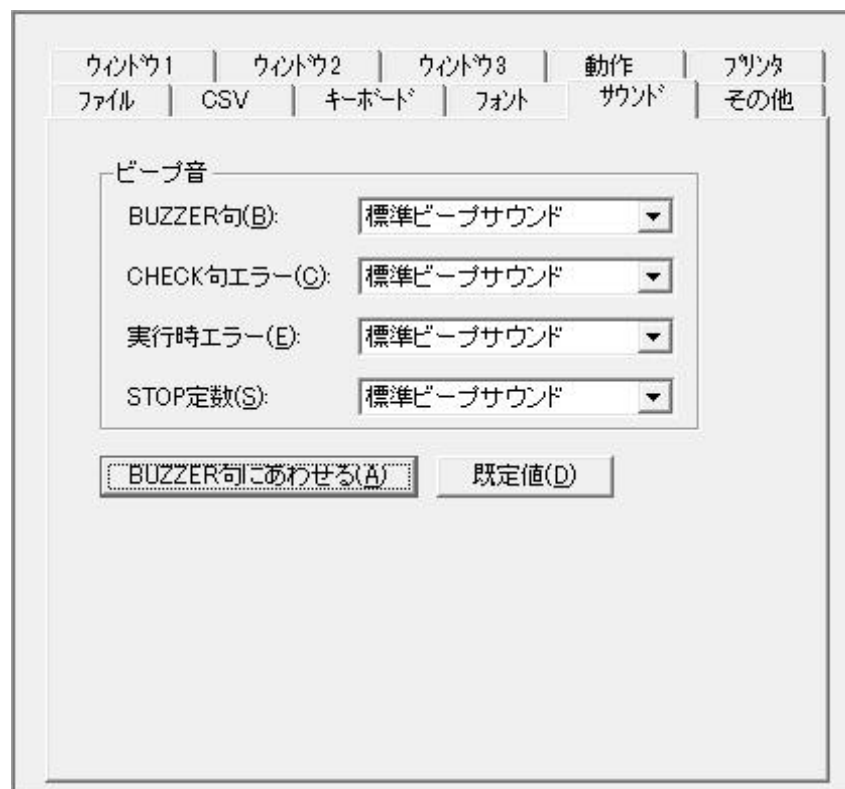 ｳｨﾝﾄﾞｳ1 ｳｨﾝﾄﾞｳ2 ｳｨﾝﾄﾞｳ3 動作 ﾌﾟﾘﾝﾀ
ﾌｧｲﾙ CSV ｷｰﾎﾞｰﾄﾞ ﾌｫﾝﾄ ｻｳﾝﾄﾞ その他
ビープ音
BUZZER句(B): 標準ビープサウンド
CHECK句エラー(C): 標準ビープサウンド
実行時エラー(E): 標準ビープサウンド
STOP定数(S): 標準ビープサウンド
BUZZER句にあわせる(A) 既定値(D)